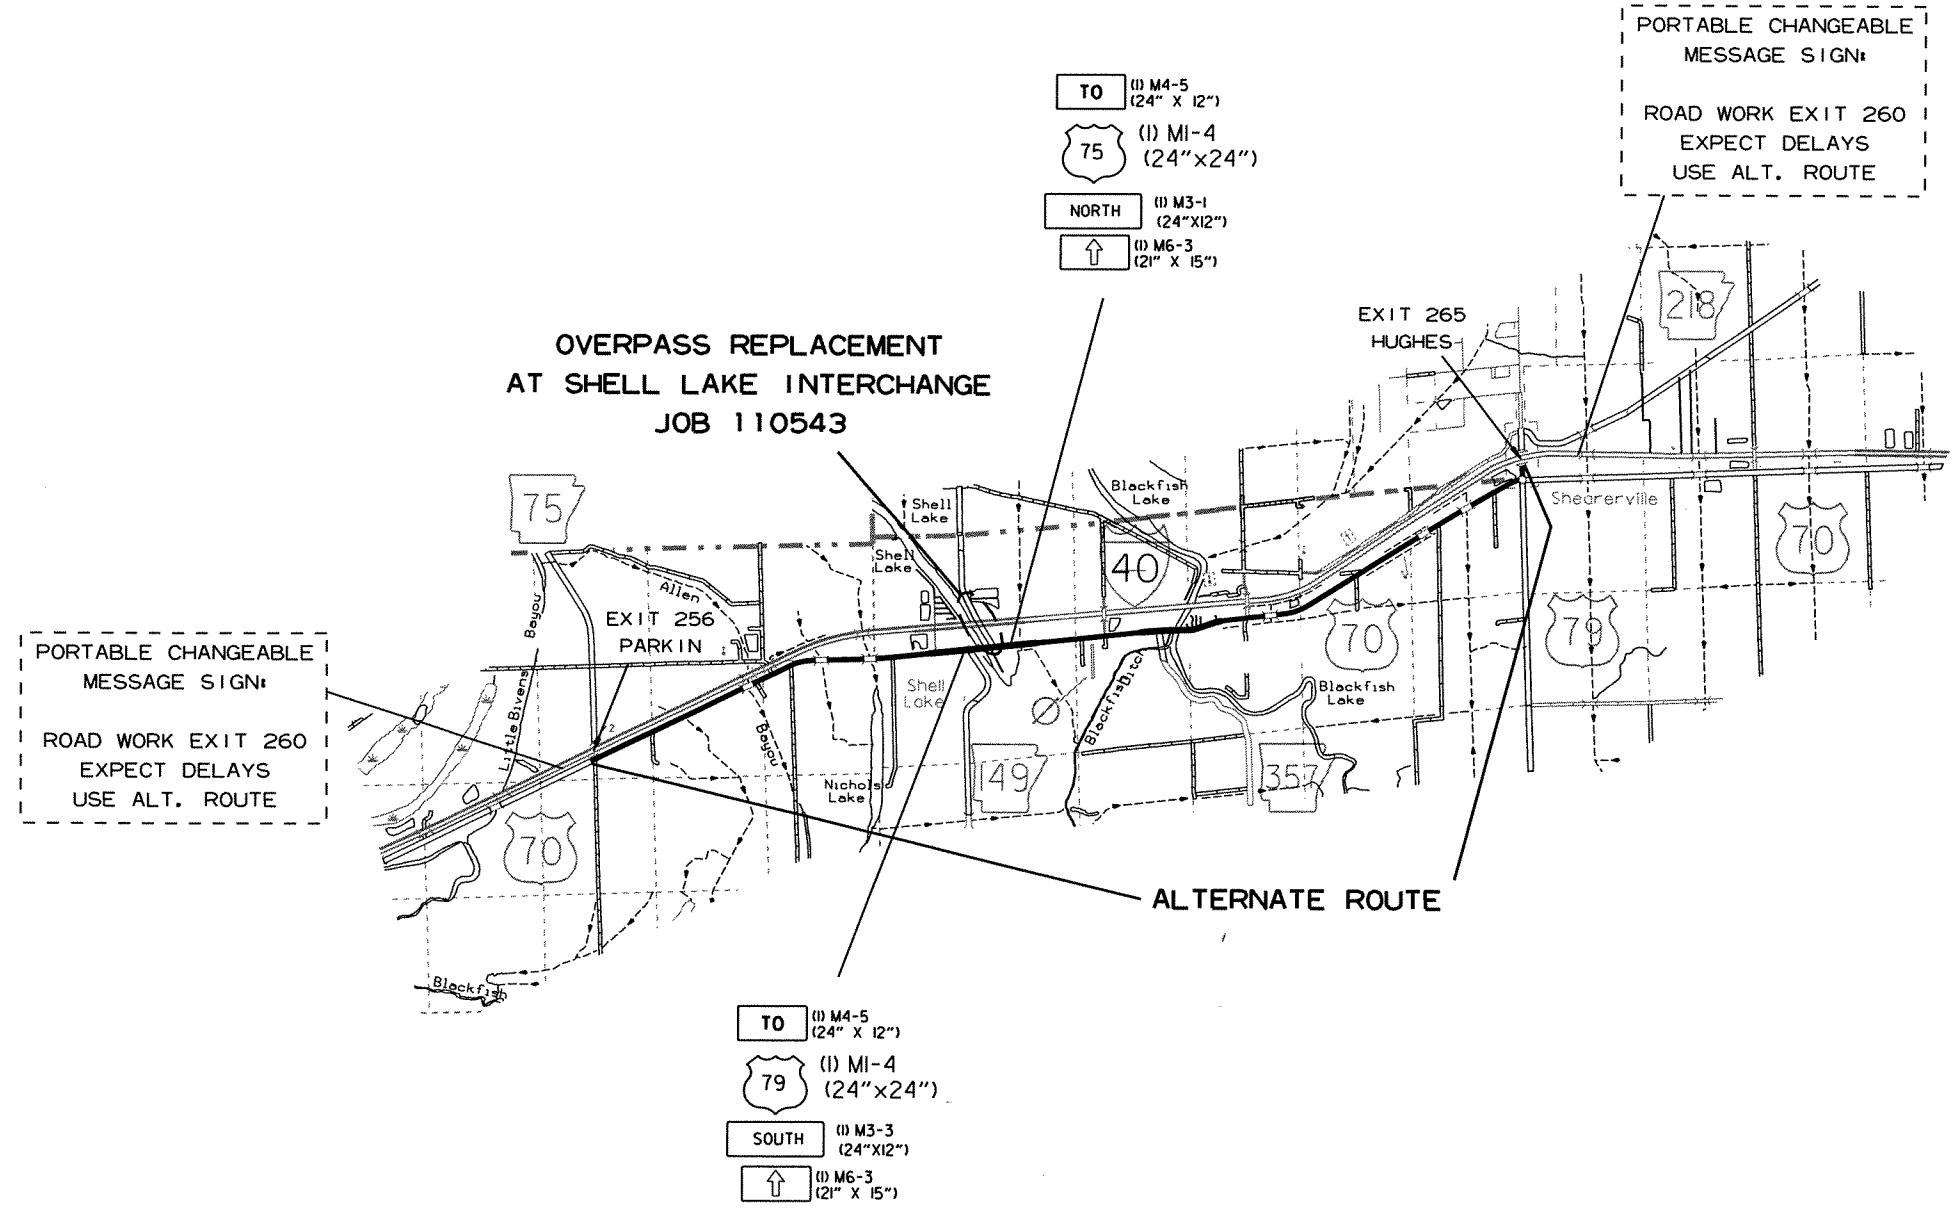 PORTABLE CHANGEABLE
MESSAGE SIGN:
ROAD WORK EXIT 260
EXPECT DELAYS
USE ALT. ROUTE
TO
(1) M4-5
(24" X 12")
75
(1) M1-4
(24"x24")
NORTH
(1) M3-1
(24"X12")
(1) M6-3
(21" X 15")
EXIT 265
HUGHES
218
OVERPASS REPLACEMENT
AT SHELL LAKE INTERCHANGE
JOB 110543
75
Shell
Lake
Blackfish
Lake
Shearerville
70
Shell
Lake
40
Allen
Bayou
EXIT 256
PARKIN
70
79
PORTABLE CHANGEABLE
MESSAGE SIGN:
ROAD WORK EXIT 260
EXPECT DELAYS
USE ALT. ROUTE
Little Bivens
Bayou
Shell
Lake
Blackfish
Ditch
Blackfish
Lake
Nichols
Lake
149
357
70
ALTERNATE ROUTE
Blackfish
TO
(1) M4-5
(24" X 12")
79
(1) M1-4
(24"x24")
SOUTH
(1) M3-3
(24"X12")
(1) M6-3
(21" X 15")